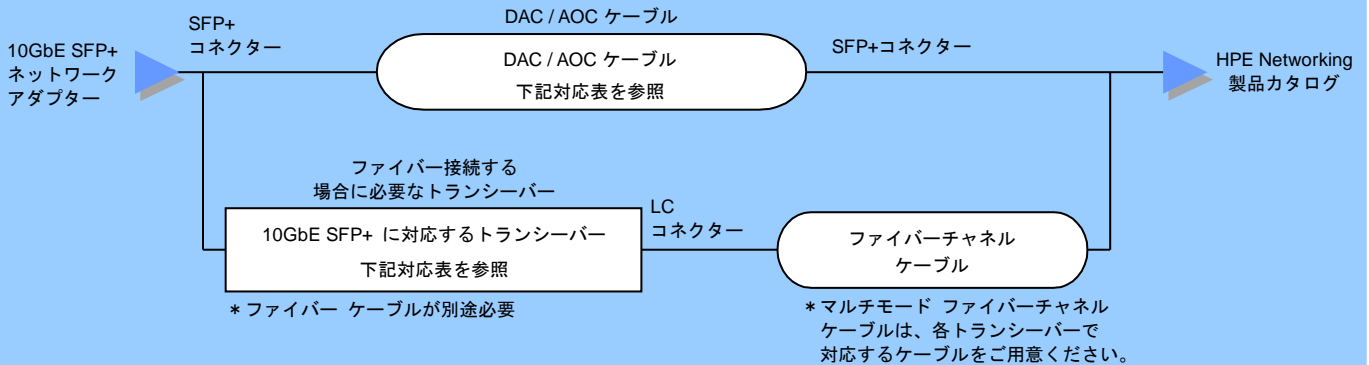 DAC / AOC ケーブル
10GbE SFP+
ネットワーク
アダプター
SFP+
コネクター
DAC / AOC ケーブル
下記対応表を参照
SFP+コネクター
HPE Networking
製品カタログ
ファイバー接続する
場合に必要なトランシーバー
10GbE SFP+ に対応するトランシーバー
下記対応表を参照
LC
コネクター
ファイバーチャネル
ケーブル
* ファイバー ケーブルが別途必要
* マルチモード ファイバーチャネル
ケーブルは、各トランシーバーで
対応するケーブルをご用意ください。